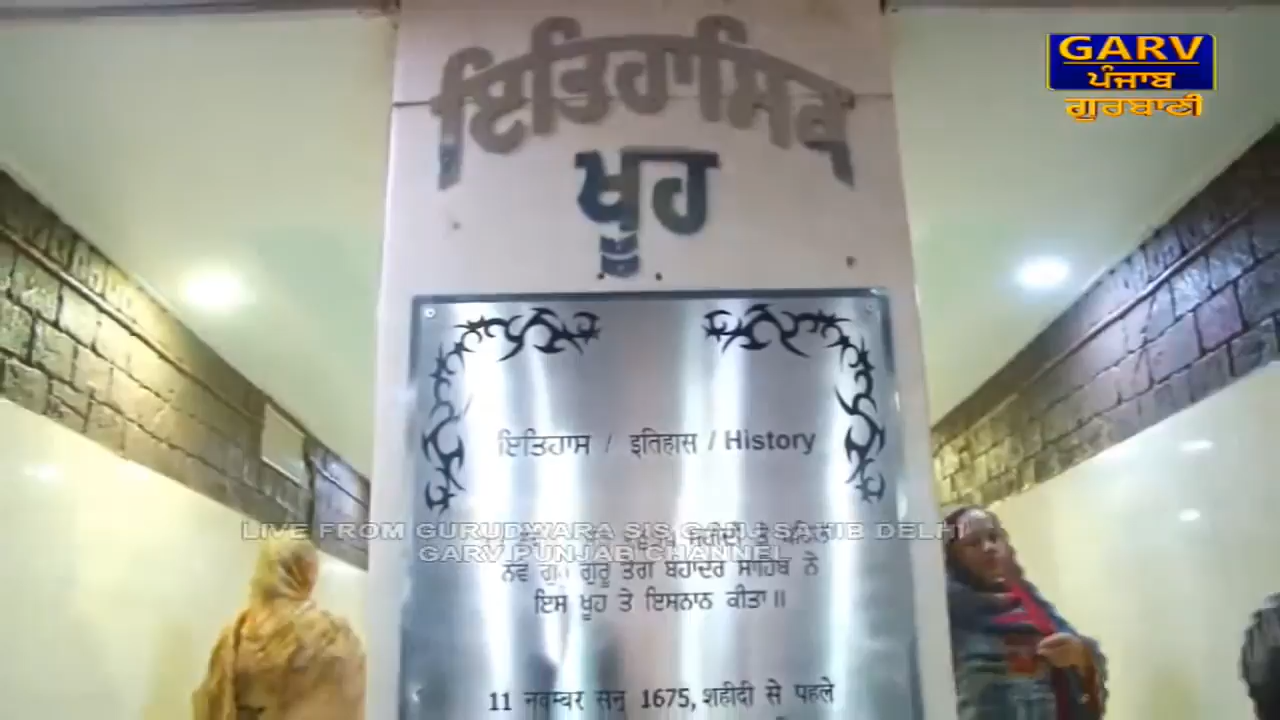 GARV
ਪੰਜਾਬ
ਗੁਰਬਾਣੀ
ਇਤਿਹਾਸਿਕ
ਖੂਹ
ਇਤਿਹਾਸ / इतिहास / History
LIVE FROM GURUDWARA SIS GANJ SAHIB DELHI
ਸ਼ਹੀਦੀ ਤੋਂ ਪਹਿਲਾਂ
GARV PUNJAB CHANNEL
ਨੌਵੇਂ ਗੁਰੂ ਤੇਗ ਬਹਾਦਰ ਸਾਹਿਬ ਨੇ
ਇਸ ਖੂਹ ਤੇ ਇਸਨਾਨ ਕੀਤਾ॥
11 नवम्बर सन् 1675, शहीदी से पहले